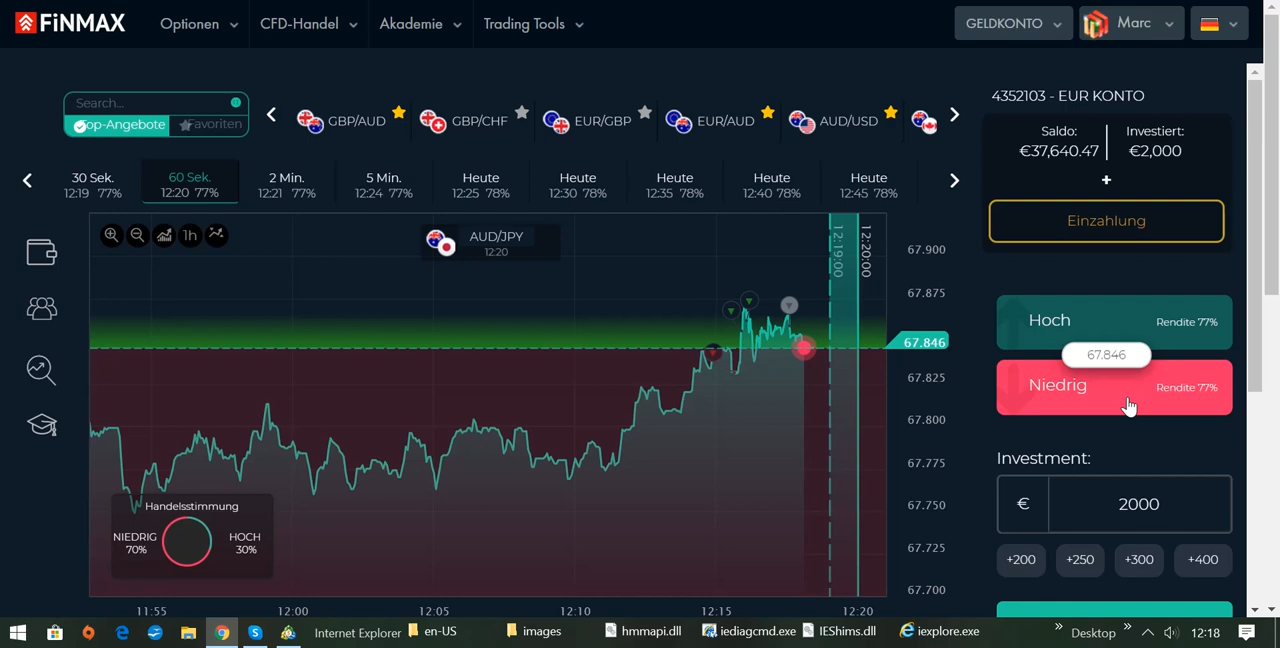 FiNMAX
Optionen
CFD-Handel
Akademie
Trading Tools
GELDKONTO
Marc
Search...
Top-Angebote
Favoriten
GBP/AUD
GBP/CHF
EUR/GBP
EUR/AUD
AUD/USD
30 Sek.
12:19 77%
60 Sek.
12:20 77%
2 Min.
12:21 77%
5 Min.
12:24 77%
Heute
12:25 78%
Heute
12:30 78%
Heute
12:35 78%
Heute
12:40 78%
Heute
12:45 78%
1h
AUD/JPY
12:20
12:19:00
12:20:00
67.900
67.875
67.846
67.825
67.800
67.775
67.750
67.725
67.700
Handelsstimmung
NIEDRIG
70%
HOCH
30%
11:55
12:00
12:05
12:10
12:15
12:20
4352103 - EUR KONTO
Saldo:
€37,640.47
Investiert:
€2,000
+
Einzahlung
Hoch
Rendite 77%
67.846
Niedrig
Rendite 77%
Investment:
€
2000
+200
+250
+300
+400
Internet Explorer
en-US
images
hmmapi.dll
iediagcmd.exe
IEShims.dll
iexplore.exe
Desktop
12:18